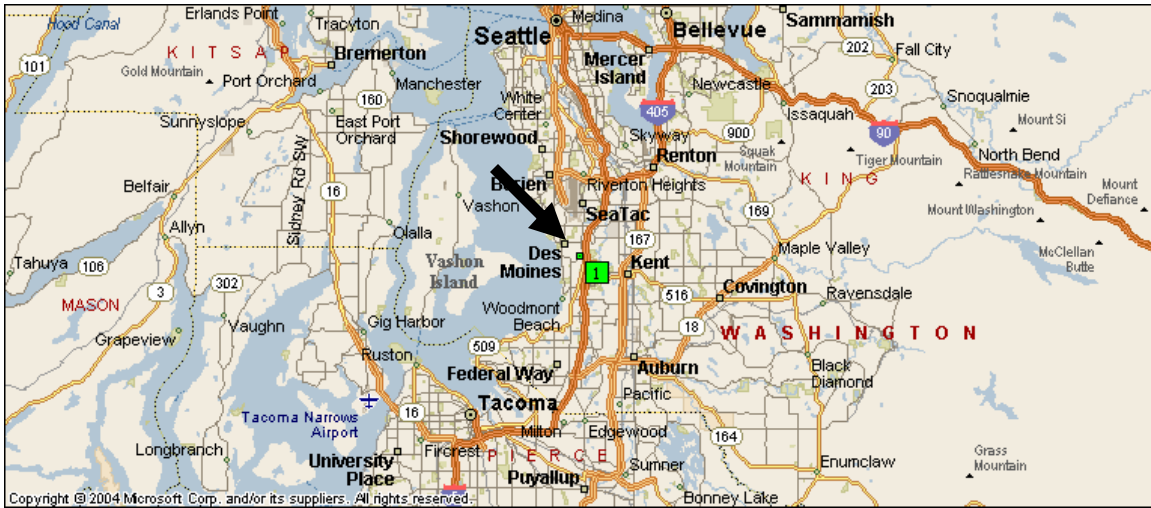 Hood Canal
Erlands Point
Tracyton
Medina
Sammamish
Seattle
Bellevue
KITSAP
Bremerton
Mercer
Island
202
Fall City
101
Gold Mountain
Port Orchard
Manchester
Newcastle
203
160
White
Center
405
Snoqualmie
Sunnyslope
East Port
Orchard
Shorewood
Skyway
900
Issaquah
90
Mount Si
Squak
Mountain
Tiger Mountain
North Bend
Renton
Rattlesnake Mountain
Belfair
16
Sidney Rd SW
Burien
Riverton Heights
KING
Mount
Defiance
Vashon
SeaTac
169
Mount Washington
Allyn
Olalla
167
Maple Valley
McClellan
Butte
Tahuya
106
Vashon
Island
Des
Moines
1
Kent
MASON
3
302
516
Covington
Ravensdale
Woodmont
Beach
Vaughn
Gig Harbor
18
WASHINGTON
Grapeview
Ruston
509
Federal Way
Auburn
Black
Diamond
Tacoma Narrows
Airport
16
Tacoma
Pacific
Milton
Edgewood
164
Longbranch
Fircrest
PIERCE
University
Place
Sumner
Enumclaw
Grass
Mountain
Puyallup
Bonney Lake
Copyright © 2004 Microsoft Corp. and/or its suppliers. All rights reserved.